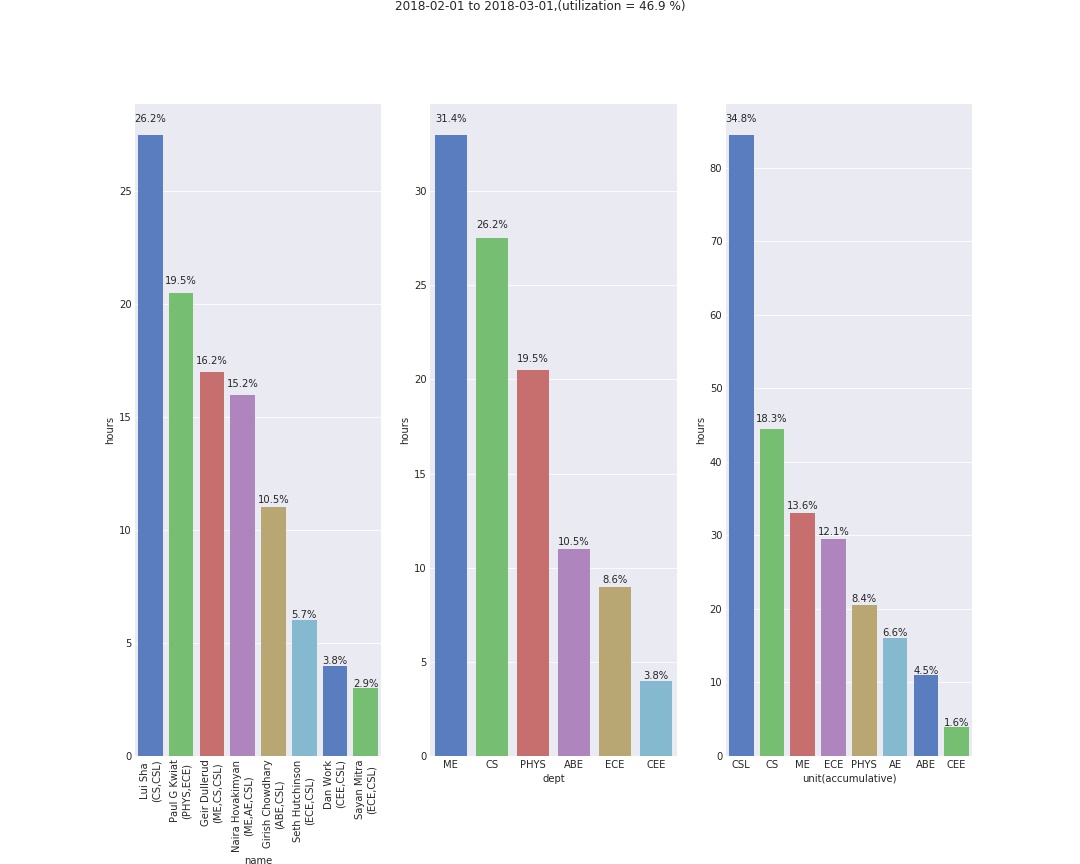 2018-02-01 to 2018-03-01,(utilization = 46.9 %)
26.2%
19.5%
16.2%
15.2%
10.5%
5.7%
3.8%
2.9%
25
20
15
10
5
0
hours
Lui Sha
(CS,CSL)
Paul G Kwiat
(PHYS,ECE)
Geir Dullerud
(ME,CS,CSL)
Naira Hovakimyan
(ME,AE,CSL)
Girish Chowdhary
(ABE,CSL)
Seth Hutchinson
(ECE,CSL)
Dan Work
(CEE,CSL)
Sayan Mitra
(ECE,CSL)
name
31.4%
26.2%
19.5%
10.5%
8.6%
3.8%
30
25
20
15
10
5
0
hours
ME CS PHYS ABE ECE CEE
dept
34.8%
18.3%
13.6%
12.1%
8.4%
6.6%
4.5%
1.6%
80
70
60
50
40
30
20
10
0
hours
CSL CS ME ECE PHYS AE ABE CEE
unit(accumulative)